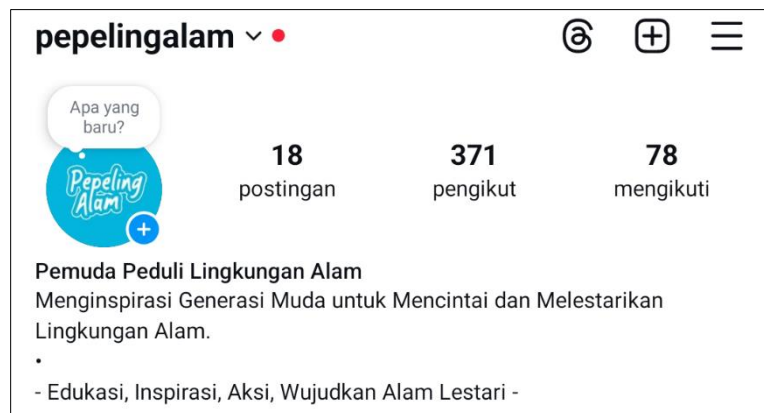 pepelingalam
Apa yang
baru?
Pepeling
Alam
18 371 78
postingan pengikut mengikuti
Pemuda Peduli Lingkungan Alam
Menginspirasi Generasi Muda untuk Mencintai dan Melestarikan
Lingkungan Alam.
•
- Edukasi, Inspirasi, Aksi, Wujudkan Alam Lestari -